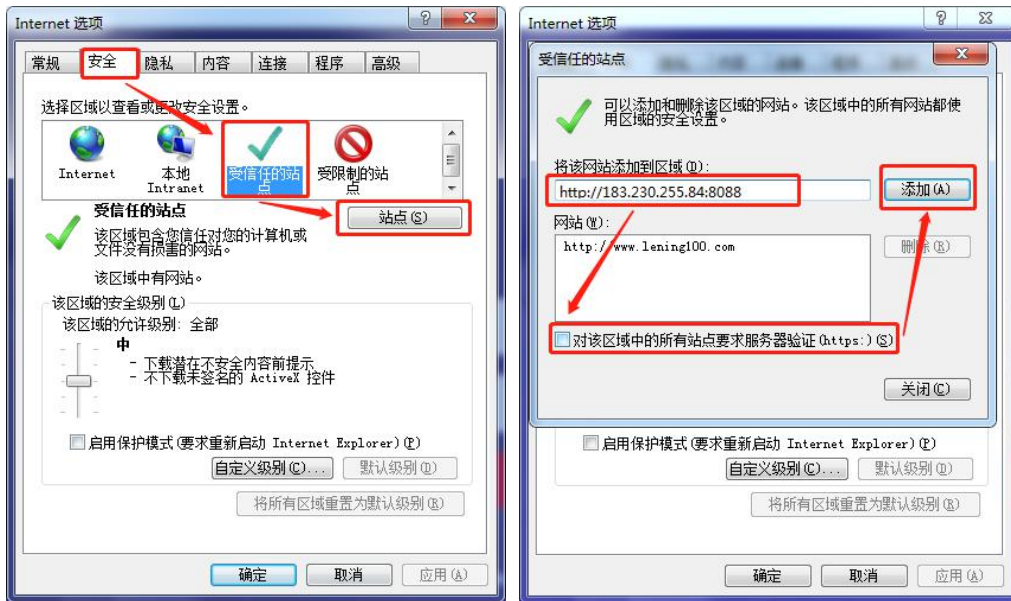 Internet 选项
常规 安全 隐私 内容 连接 程序 高级
选择区域以查看或更改安全设置。
Internet
本地
Intranet
受信任的站
点
受限制的站
点
受信任的站点
站点(S)
该区域包含您信任对您的计算机或
文件没有损害的网站。
该区域中有网站。
该区域的安全级别(L)
该区域的允许级别: 全部
中
- 下载潜在不安全内容前提示
- 不下载未签名的 ActiveX 控件
启用保护模式(要求重新启动 Internet Explorer)(P)
自定义级别(C)... 默认级别(D)
将所有区域重置为默认级别(R)
确定 取消 应用(A)
Internet 选项
受信任的站点
可以添加和删除该区域的网站。该区域中的所有网站都使
用区域的安全设置。
将该网站添加到区域(D):
http://183.230.255.84:8088 添加(A)
网站(W):
http://www.lening100.com 删除(R)
对该区域中的所有站点要求服务器验证(https:)(S)
关闭(C)
启用保护模式(要求重新启动 Internet Explorer)(P)
自定义级别(C)... 默认级别(D)
将所有区域重置为默认级别(R)
确定 取消 应用(A)